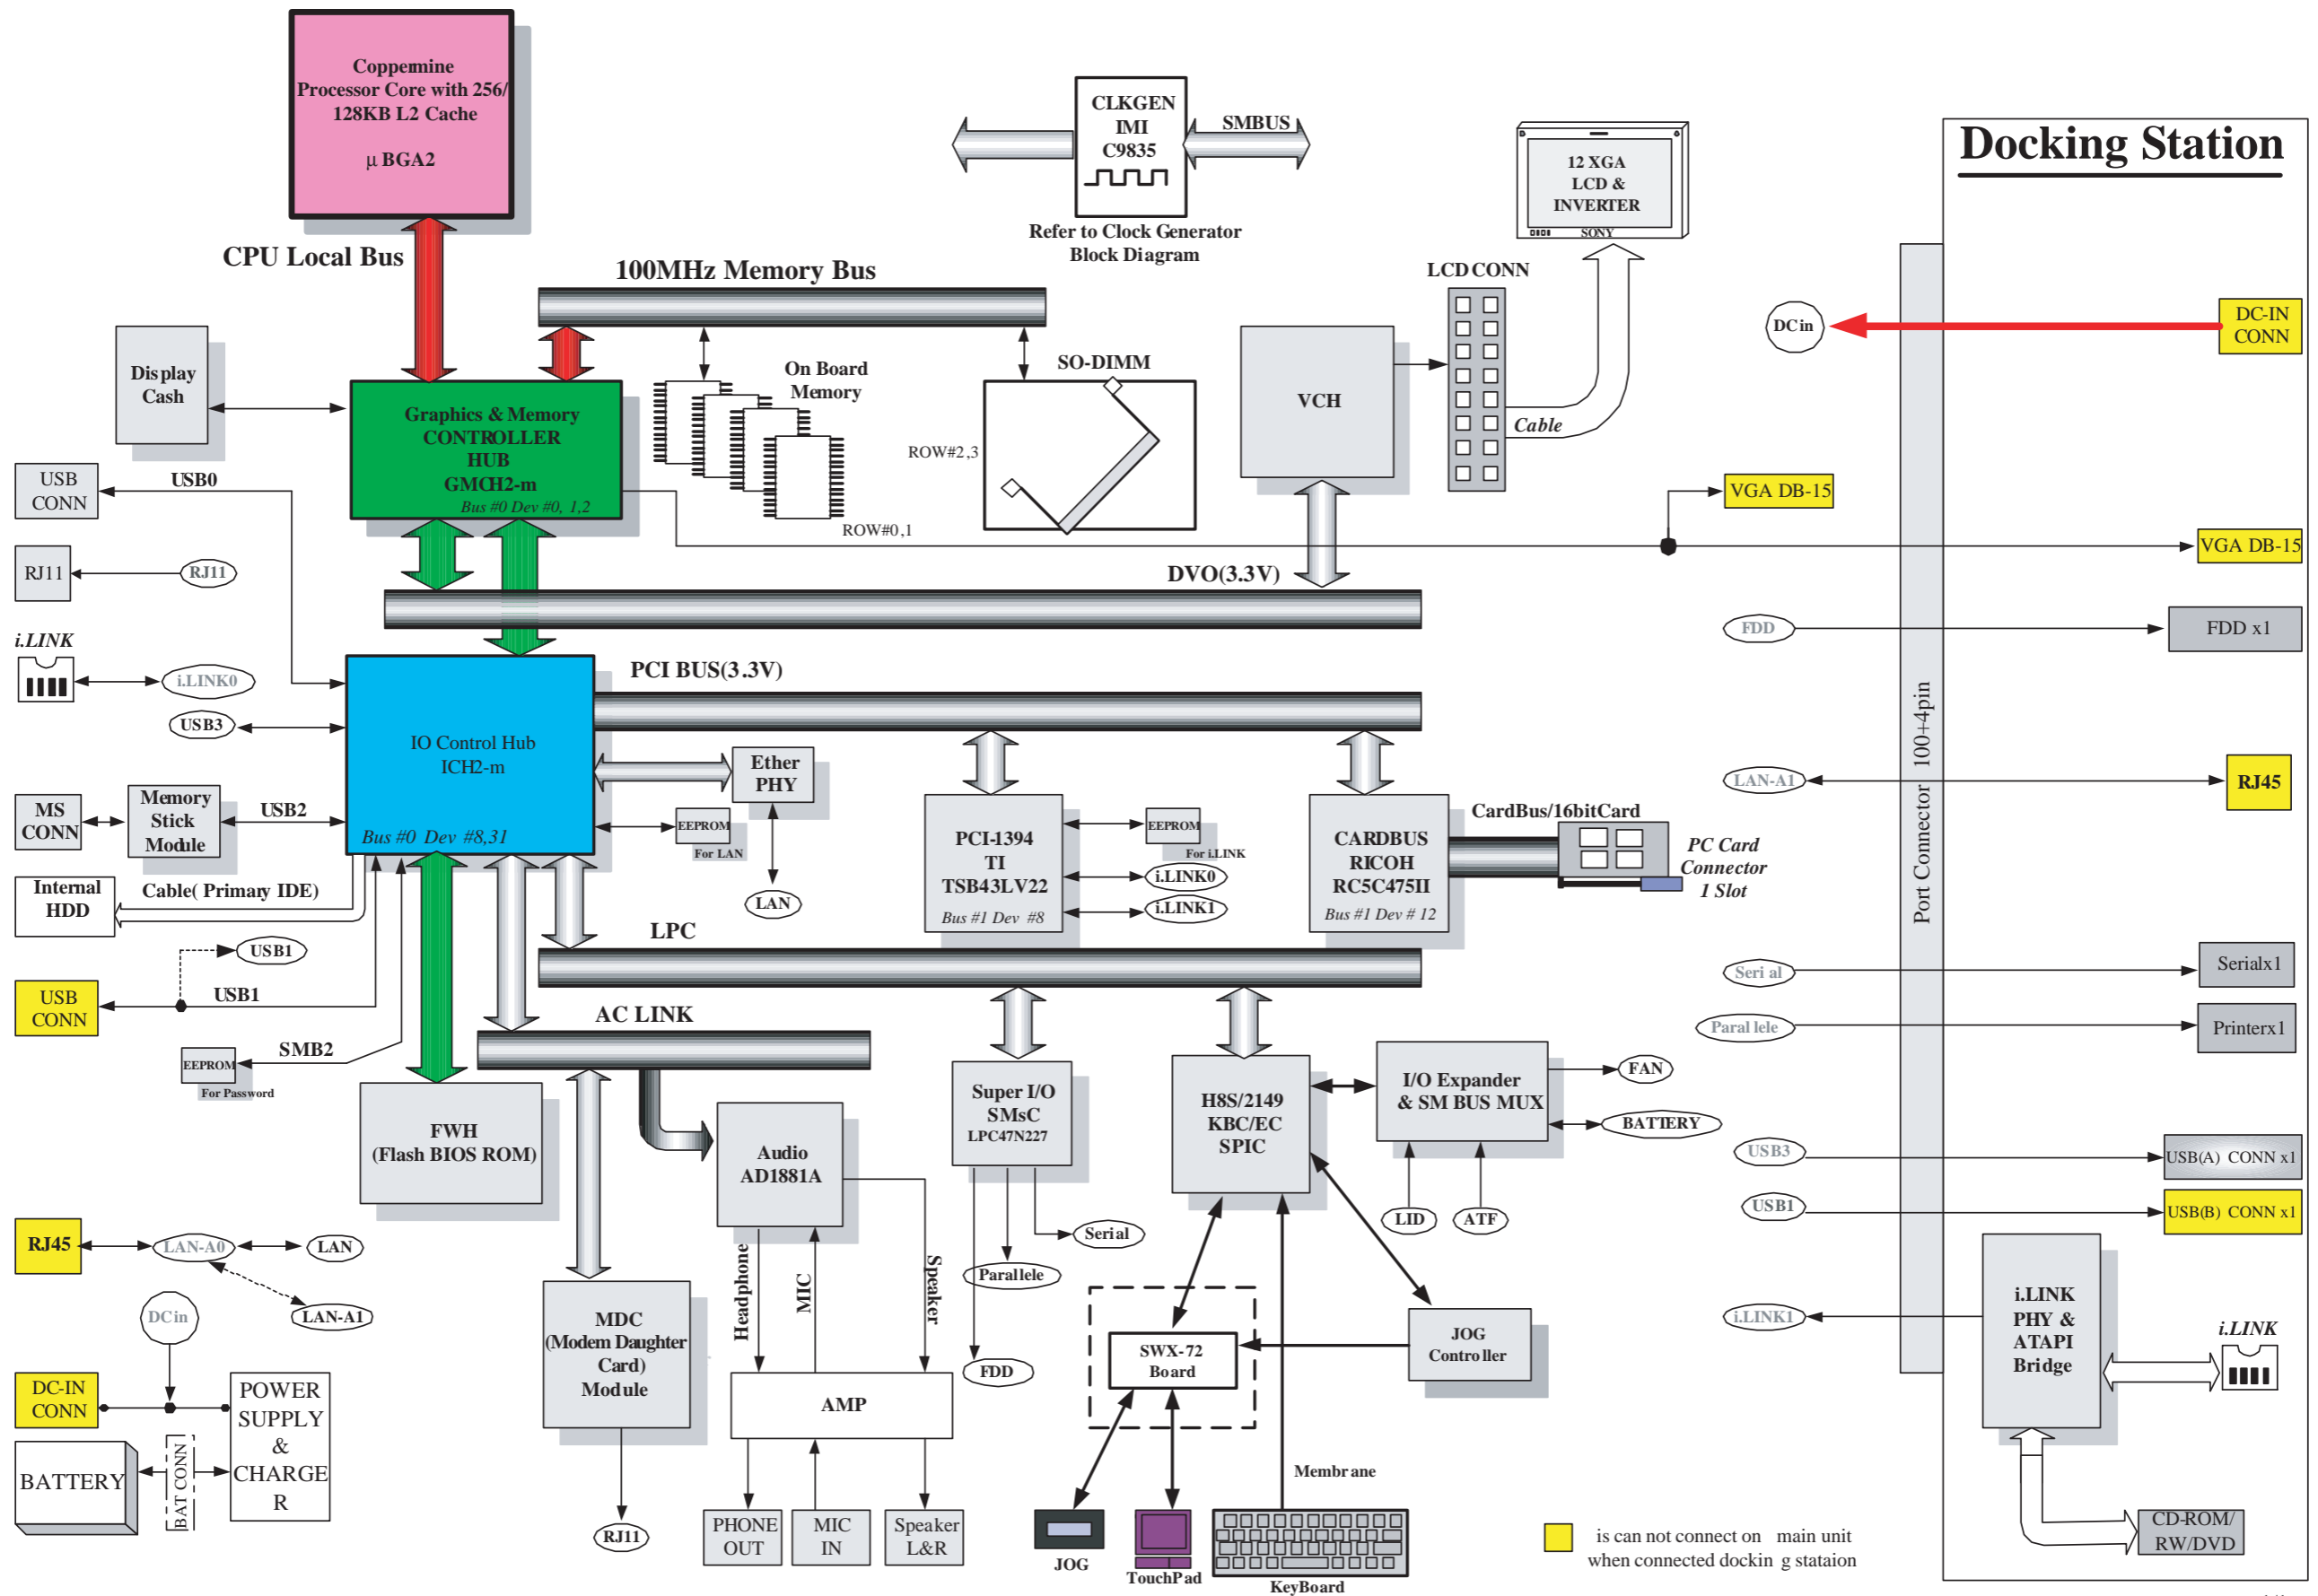 Coppermine
Processor Core with 256/
128KB L2 Cache
μ BGA2
CPU Local Bus
100MHz Memory Bus
CLKGEN
IMI
C9835
SMBUS
Refer to Clock Generator
Block Diagram
12 XGA
LCD &
INVERTER
SONY
LCD CONN
Cable
VCH
Docking Station
Port Connector 100+4pin
DCin
DC-IN
CONN
VGA DB-15
VGA DB-15
FDD
FDD x1
LAN-A1
RJ45
Serial
Serialx1
Parallele
Printerx1
USB3
USB(A) CONN x1
USB1
USB(B) CONN x1
i.LINK1
i.LINK
PHY &
ATAPI
Bridge
i.LINK
CD-ROM/
RW/DVD
Display
Cash
Graphics & Memory
CONTROLLER
HUB
GMCH2-m
Bus #0 Dev #0, 1,2
On Board
Memory
ROW#0,1
SO-DIMM
ROW#2,3
USB
CONN
USB0
RJ11
RJ11
i.LINK
i.LINK0
USB3
DVO(3.3V)
PCI BUS(3.3V)
IO Control Hub
ICH2-m
Bus #0 Dev #8,31
MS
CONN
Memory
Stick
Module
USB2
Internal
HDD
Cable( Primary IDE)
USB1
USB
CONN
USB1
EEPROM
For Password
SMB2
Ether
PHY
EEPROM
For LAN
LAN
PCI-1394
TI
TSB43LV22
Bus #1 Dev #8
EEPROM
For i.LINK
i.LINK0
i.LINK1
CARDBUS
RICOH
RC5C475II
Bus #1 Dev # 12
CardBus/16bitCard
PC Card
Connector
1 Slot
LPC
AC LINK
FWH
(Flash BIOS ROM)
Audio
AD1881A
Super I/O
SMsC
LPC47N227
Serial
Parallele
FDD
H8S/2149
KBC/EC
SPIC
I/O Expander
& SM BUS MUX
FAN
BATTERY
LID
ATF
RJ45
LAN-A0
LAN
LAN-A1
DCin
DC-IN
CONN
POWER
SUPPLY
&
CHARGE
R
BATTERY
BAT CONN
MDC
(Modem Daughter
Card)
Module
RJ11
Headphone
MIC
Speaker
AMP
PHONE
OUT
MIC
IN
Speaker
L&R
SWX-72
Board
JOG
Controller
JOG
TouchPad
Membrane
KeyBoard
is can not connect on main unit
when connected dockin g stataion